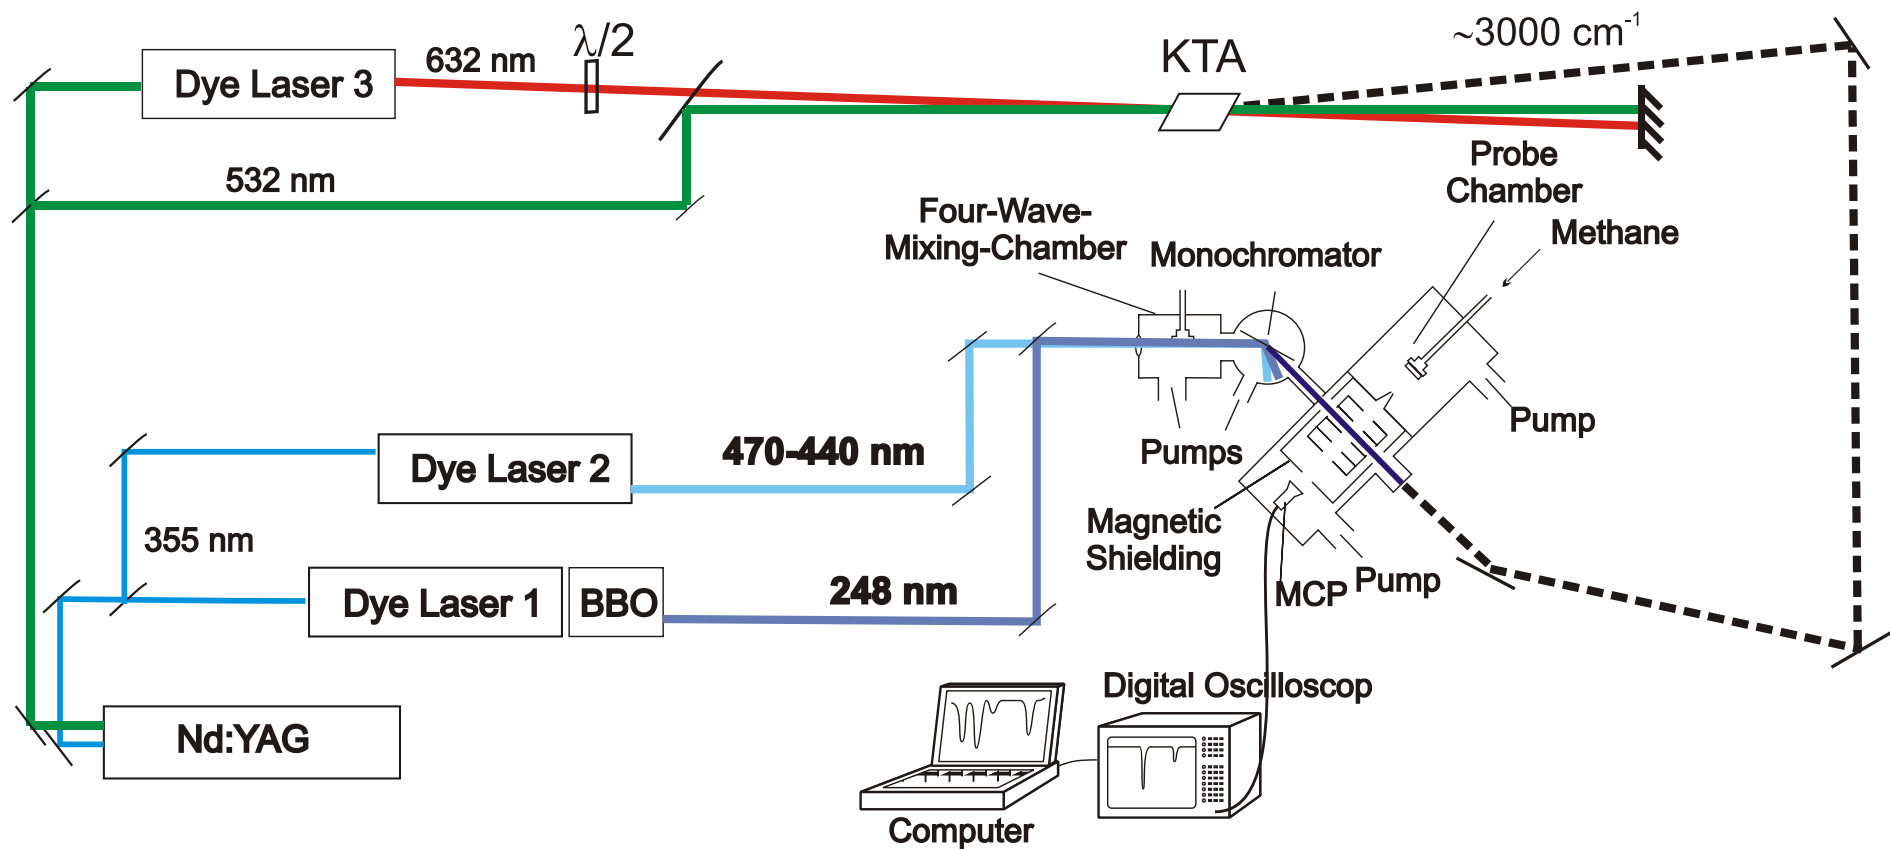 λ/2
~3000 cm-1
KTA
632 nm
Dye Laser 3
Probe
Chamber
532 nm
Four-Wave-
Mixing-Chamber
Methane
Monochromator
Pump
470-440 nm
Pumps
Dye Laser 2
Magnetic
Shielding
355 nm
MCP
Pump
248 nm
Dye Laser 1
BBO
Digital Oscilloscop
Nd:YAG
Computer